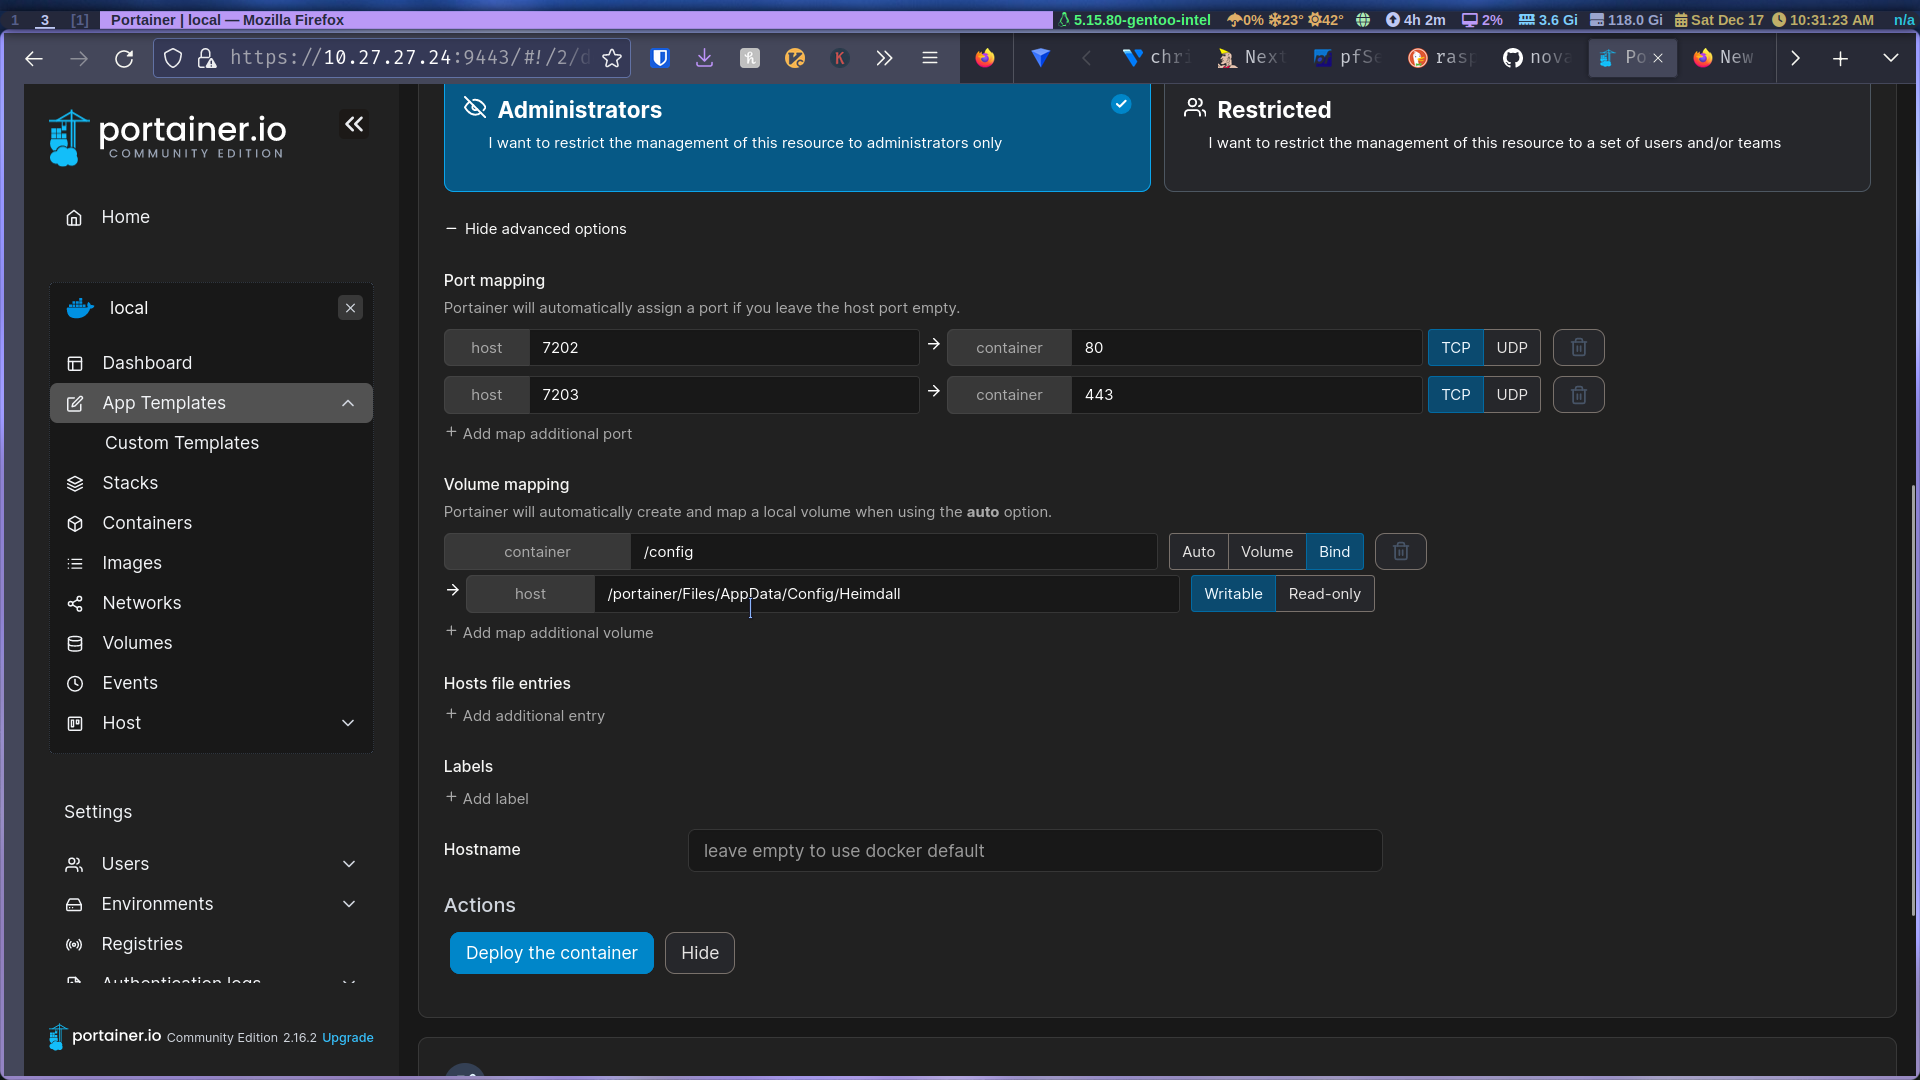 1 3 [1] Portainer | local — Mozilla Firefox 5.15.80-gentoo-intel 0% 23° 42° 4h 2m 2% 3.6 Gi 118.0 Gi Sat Dec 17 10:31:23 AM n/a
https://10.27.27.24:9443/#!/2/d chri Next pfSe rasp nova Po New
portainer.io
COMMUNITY EDITION
Home
local
Dashboard
App Templates
Custom Templates
Stacks
Containers
Images
Networks
Volumes
Events
Host
Settings
Users
Environments
Registries
Authentication logs
portainer.io Community Edition 2.16.2 Upgrade
Administrators
I want to restrict the management of this resource to administrators only
Restricted
I want to restrict the management of this resource to a set of users and/or teams
Hide advanced options
Port mapping
Portainer will automatically assign a port if you leave the host port empty.
host 7202 → container 80 TCP UDP
host 7203 → container 443 TCP UDP
+ Add map additional port
Volume mapping
Portainer will automatically create and map a local volume when using the auto option.
container /config Auto Volume Bind
→ host /portainer/Files/AppData/Config/Heimdall Writable Read-only
+ Add map additional volume
Hosts file entries
+ Add additional entry
Labels
+ Add label
Hostname leave empty to use docker default
Actions
Deploy the container Hide